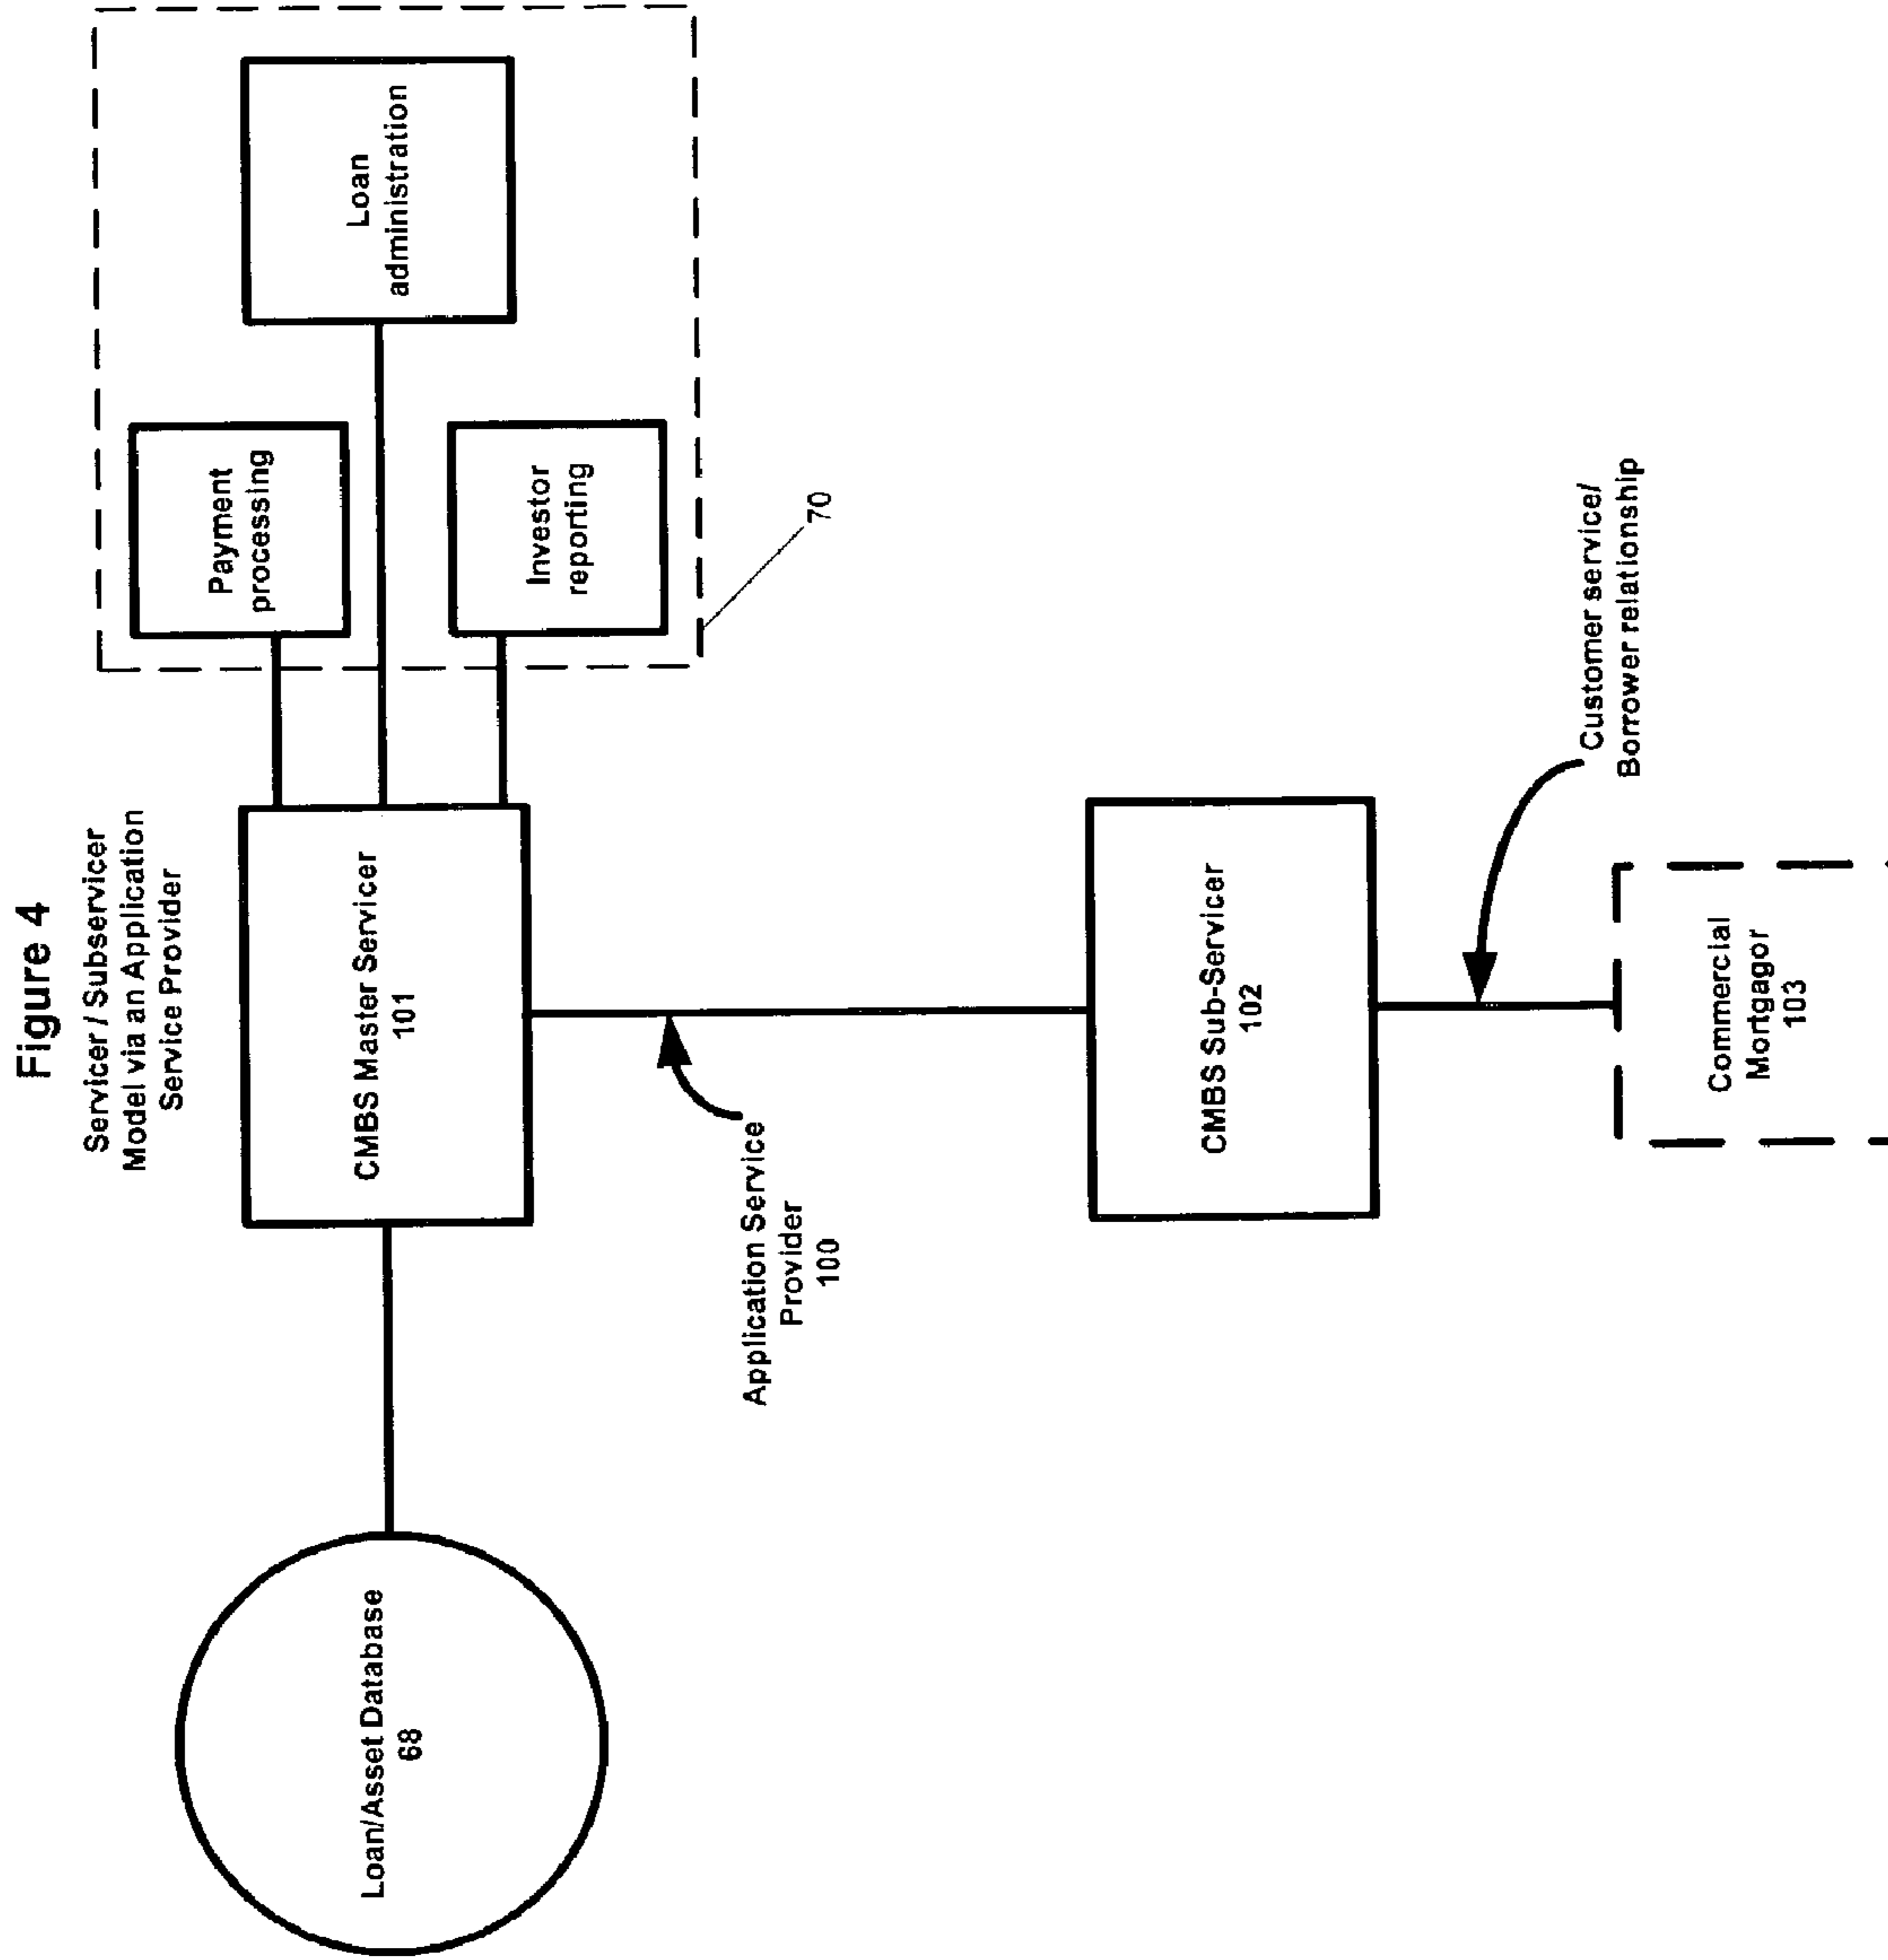 Figure 4
Servicer / Subservicer
Model via an Application
Service Provider
Loan/Asset Database
68
CMBS Master Servicer
101
Payment
processing
Loan
administration
Investor
reporting
70
Application Service
Provider
100
CMBS Sub-Servicer
102
Customer service/
Borrower relationship
Commercial
Mortgagor
103